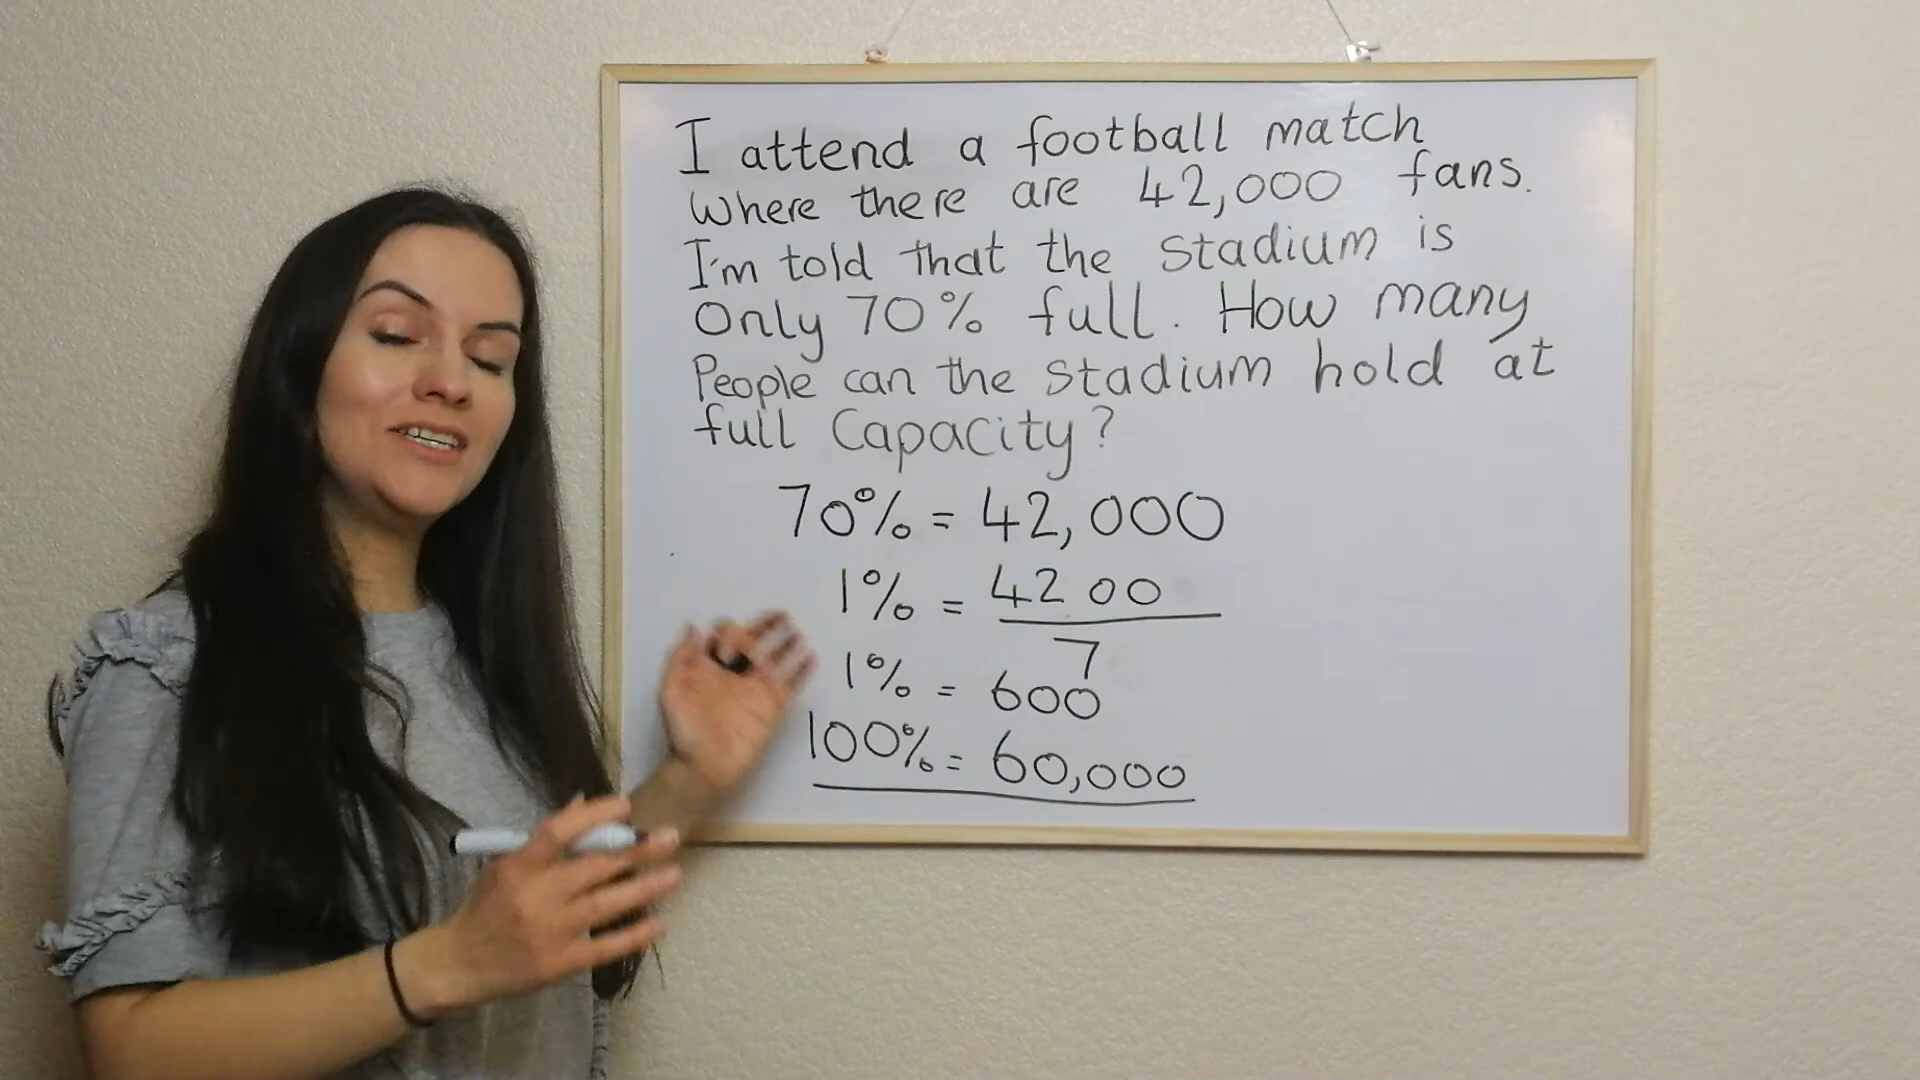 I attend a football match
Where there are 42,000 fans.
I'm told that the Stadium is
Only 70% full. How many
People can the Stadium hold at
full Capacity?
70% = 42,000
1% = 4200
7
1% = 600
100% = 60,000